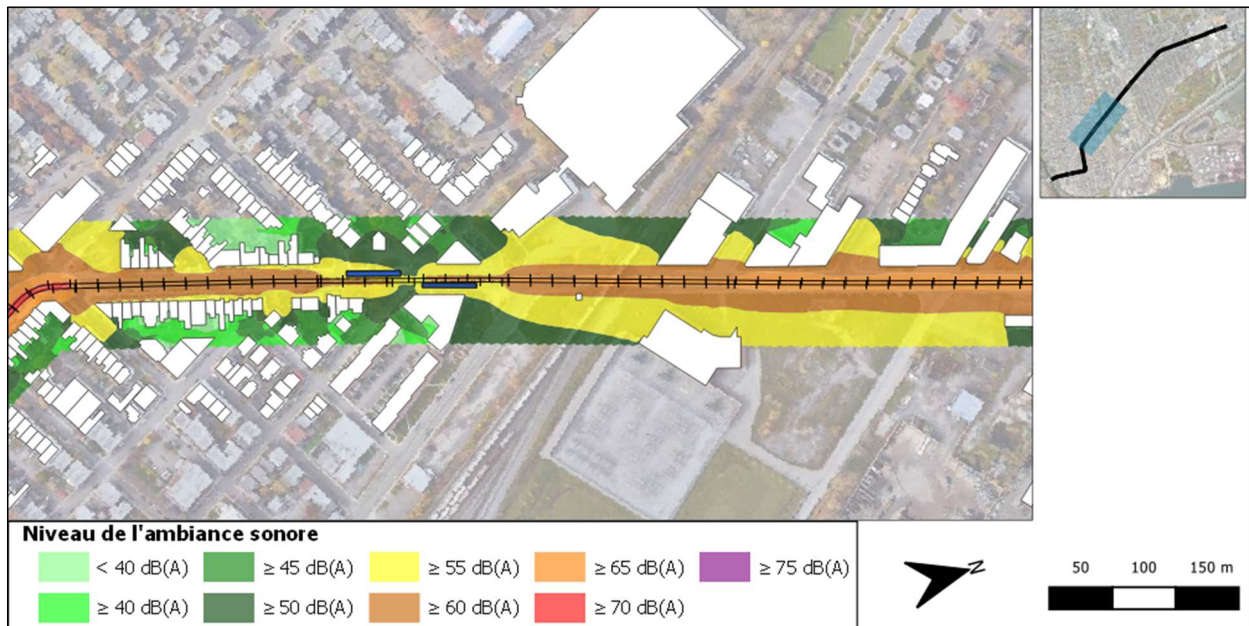 Niveau de l'ambiance sonore
< 40 dB(A)
≥ 45 dB(A)
≥ 55 dB(A)
≥ 65 dB(A)
≥ 75 dB(A)
≥ 40 dB(A)
≥ 50 dB(A)
≥ 60 dB(A)
≥ 70 dB(A)
N
50 100 150 m